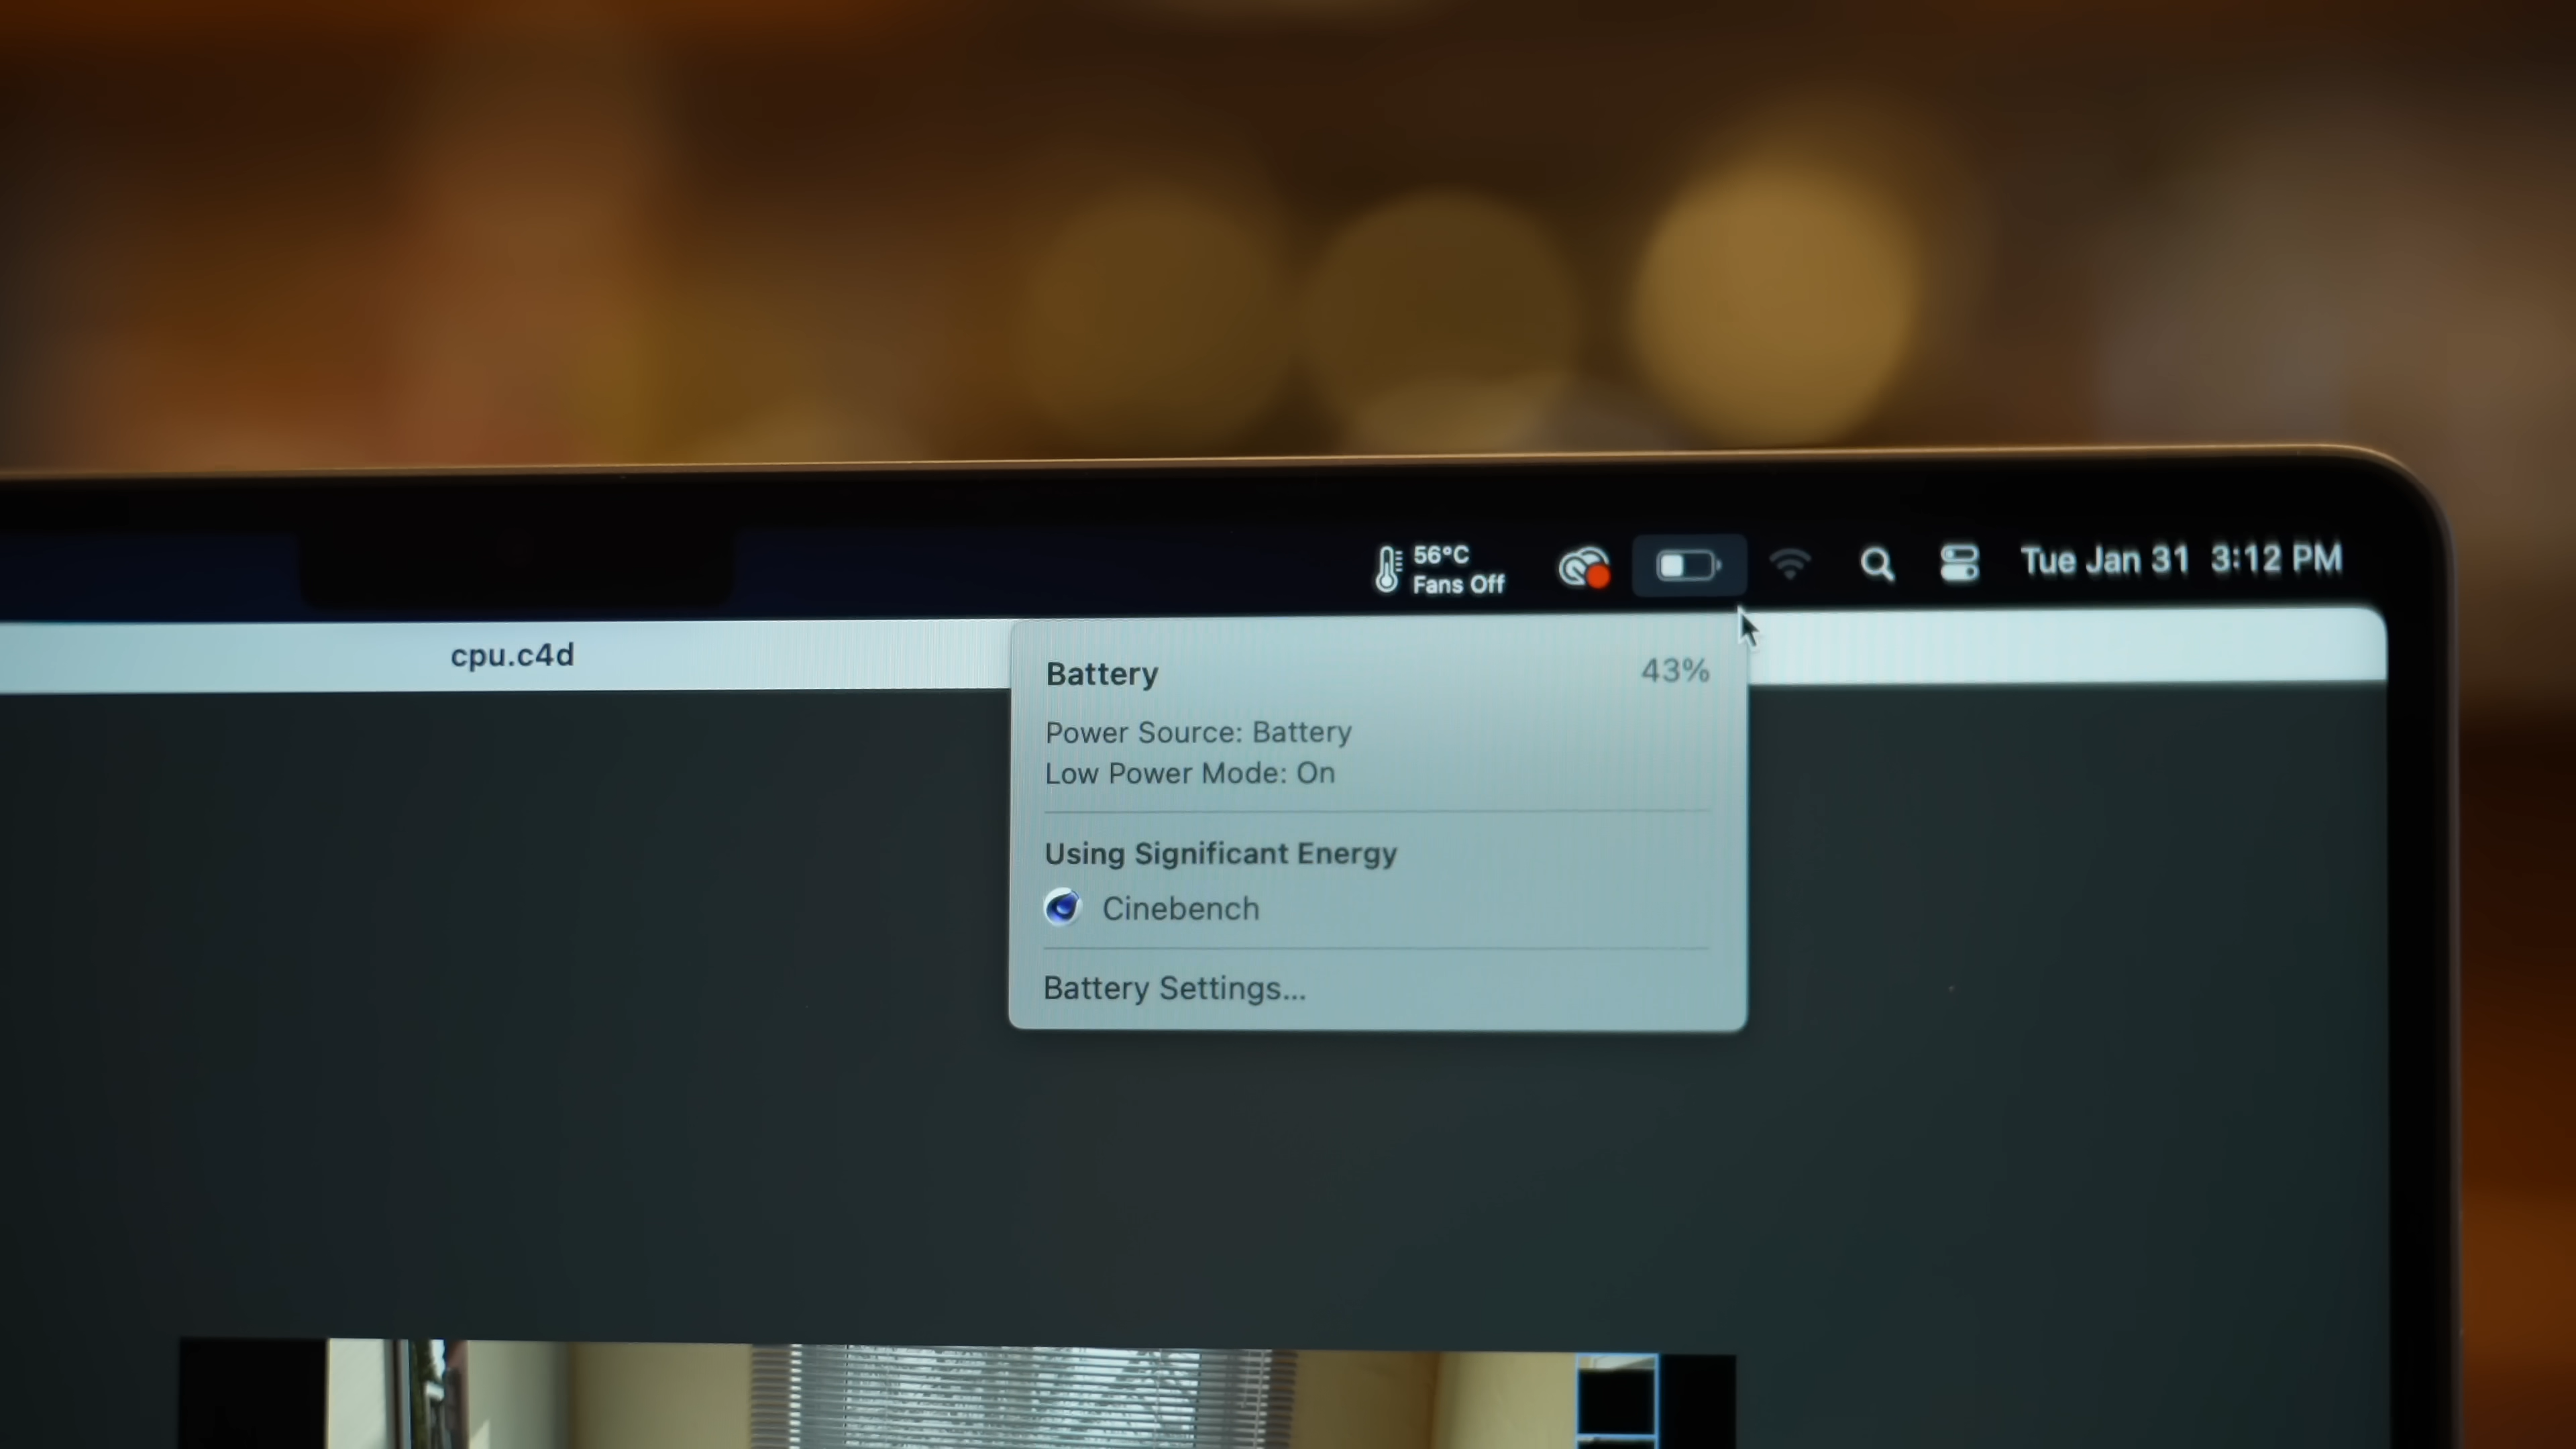 56°C
Fans Off
Tue Jan 31 3:12 PM
cpu.c4d
Battery 43%
Power Source: Battery
Low Power Mode: On
Using Significant Energy
Cinebench
Battery Settings...